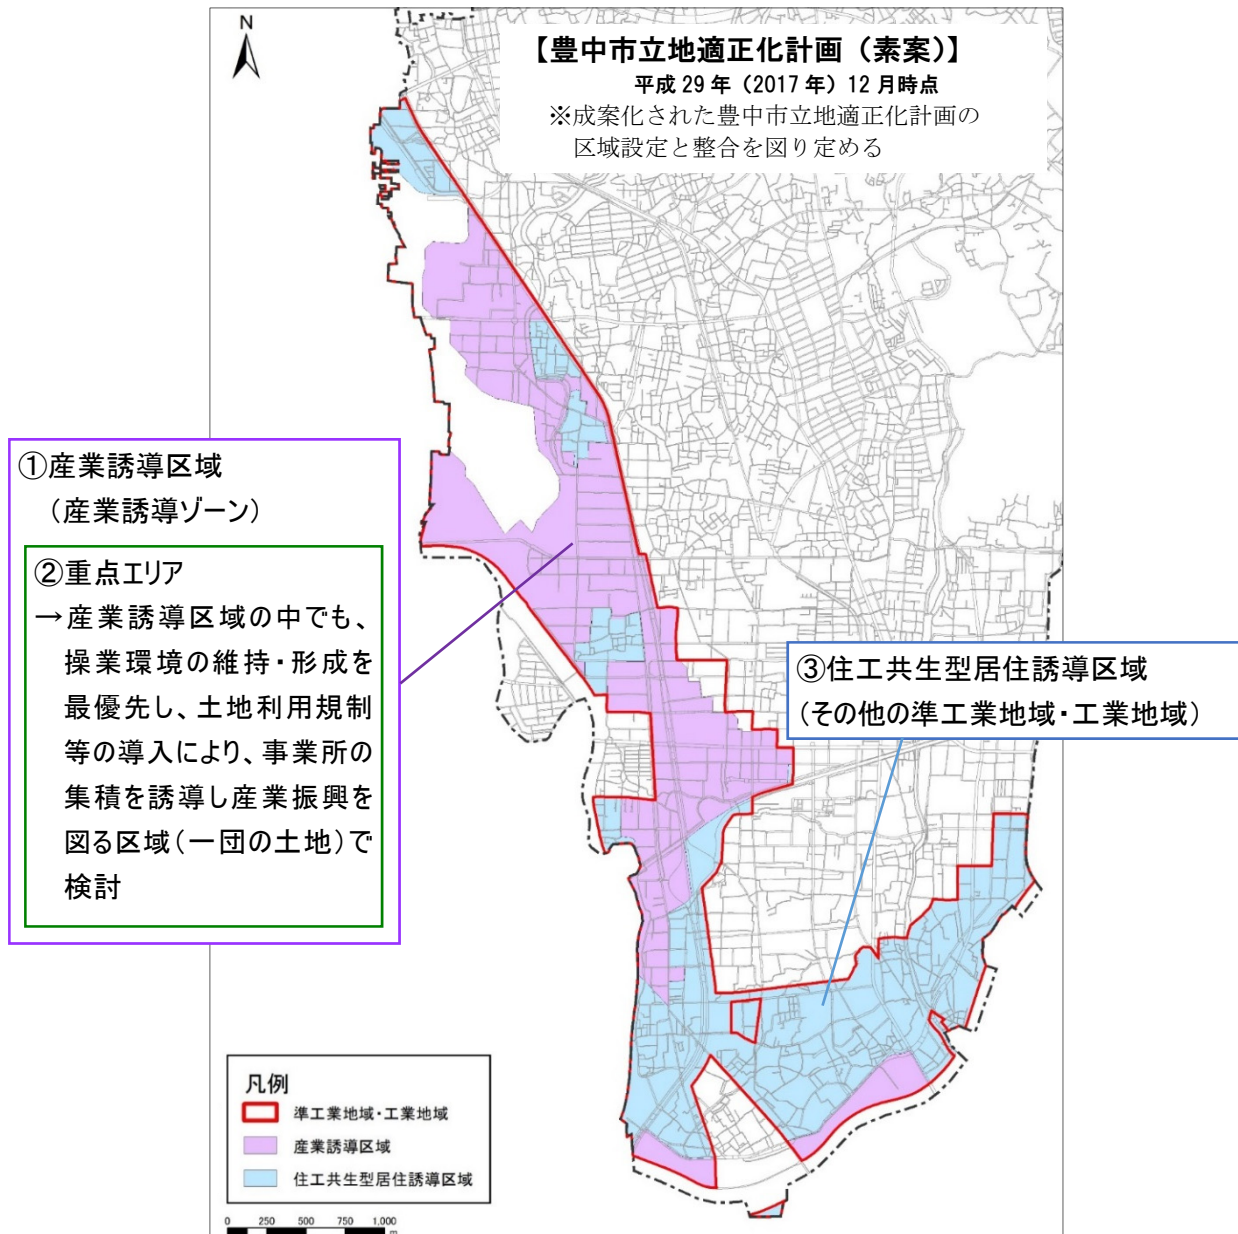 N
【豊中市立地適正化計画（素案）】
平成 29 年（2017 年）12 月時点
※成案化された豊中市立地適正化計画の
区域設定と整合を図り定める
①産業誘導区域
（産業誘導ゾーン）
②重点エリア
→産業誘導区域の中でも、
操業環境の維持・形成を
最優先し、土地利用規制
等の導入により、事業所の
集積を誘導し産業振興を
図る区域（一団の土地）で
検討
③住工共生型居住誘導区域
（その他の準工業地域・工業地域）
凡例
準工業地域・工業地域
産業誘導区域
住工共生型居住誘導区域
0 250 500 750 1,000
m